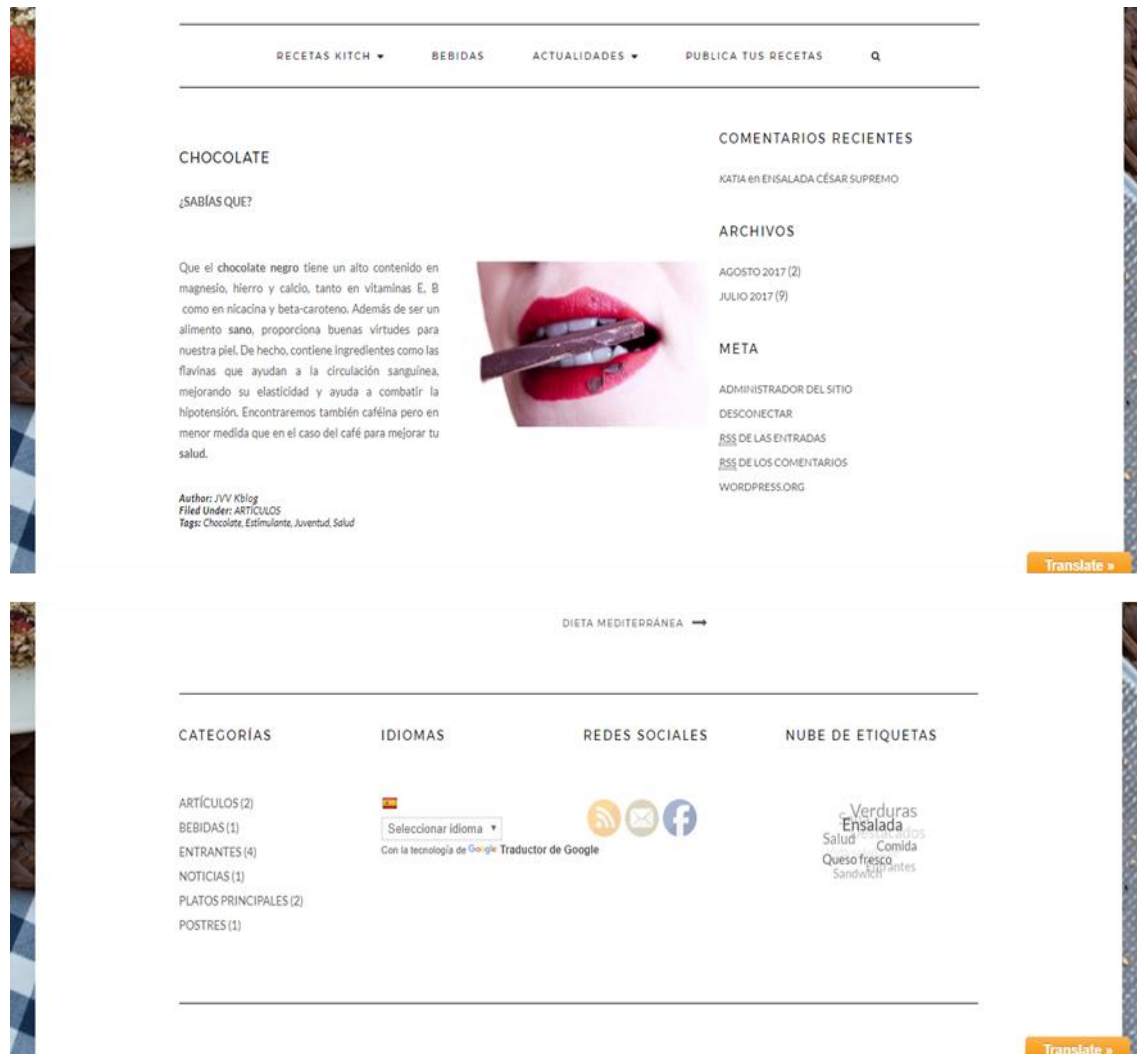 RECETAS KITCH
BEBIDAS
ACTUALIDADES
PUBLICA TUS RECETAS
CHOCOLATE
¿SABÍAS QUE?
Que el chocolate negro tiene un alto contenido en
magnesio, hierro y calcio, tanto en vitaminas E, B
como en nicacina y beta-caroteno. Además de ser un
alimento sano, proporciona buenas virtudes para
nuestra piel. De hecho, contiene ingredientes como las
flavinas que ayudan a la circulación sanguínea,
mejorando su elasticidad y ayuda a combatir la
hipotensión. Encontraremos también caféina pero en
menor medida que en el caso del café para mejorar tu
salud.
Author: JVV Kblog
Filed Under: ARTÍCULOS
Tags: Chocolate, Estimulante, Juventud, Salud
COMENTARIOS RECIENTES
KATIA en ENSALADA CÉSAR SUPREMO
ARCHIVOS
AGOSTO 2017 (2)
JULIO 2017 (9)
META
ADMINISTRADOR DEL SITIO
DESCONECTAR
RSS DE LAS ENTRADAS
RSS DE LOS COMENTARIOS
WORDPRESS.ORG
Translate »
DIETA MEDITERRÁNEA
CATEGORÍAS
ARTÍCULOS (2)
BEBIDAS (1)
ENTRANTES (4)
NOTICIAS (1)
PLATOS PRINCIPALES (2)
POSTRES (1)
IDIOMAS
Seleccionar idioma
Con la tecnología de Google Traductor de Google
REDES SOCIALES
NUBE DE ETIQUETAS
Verduras
Ensalada
Salud
Comida
Queso fresco
Entrantes
Sandwich
Translate »